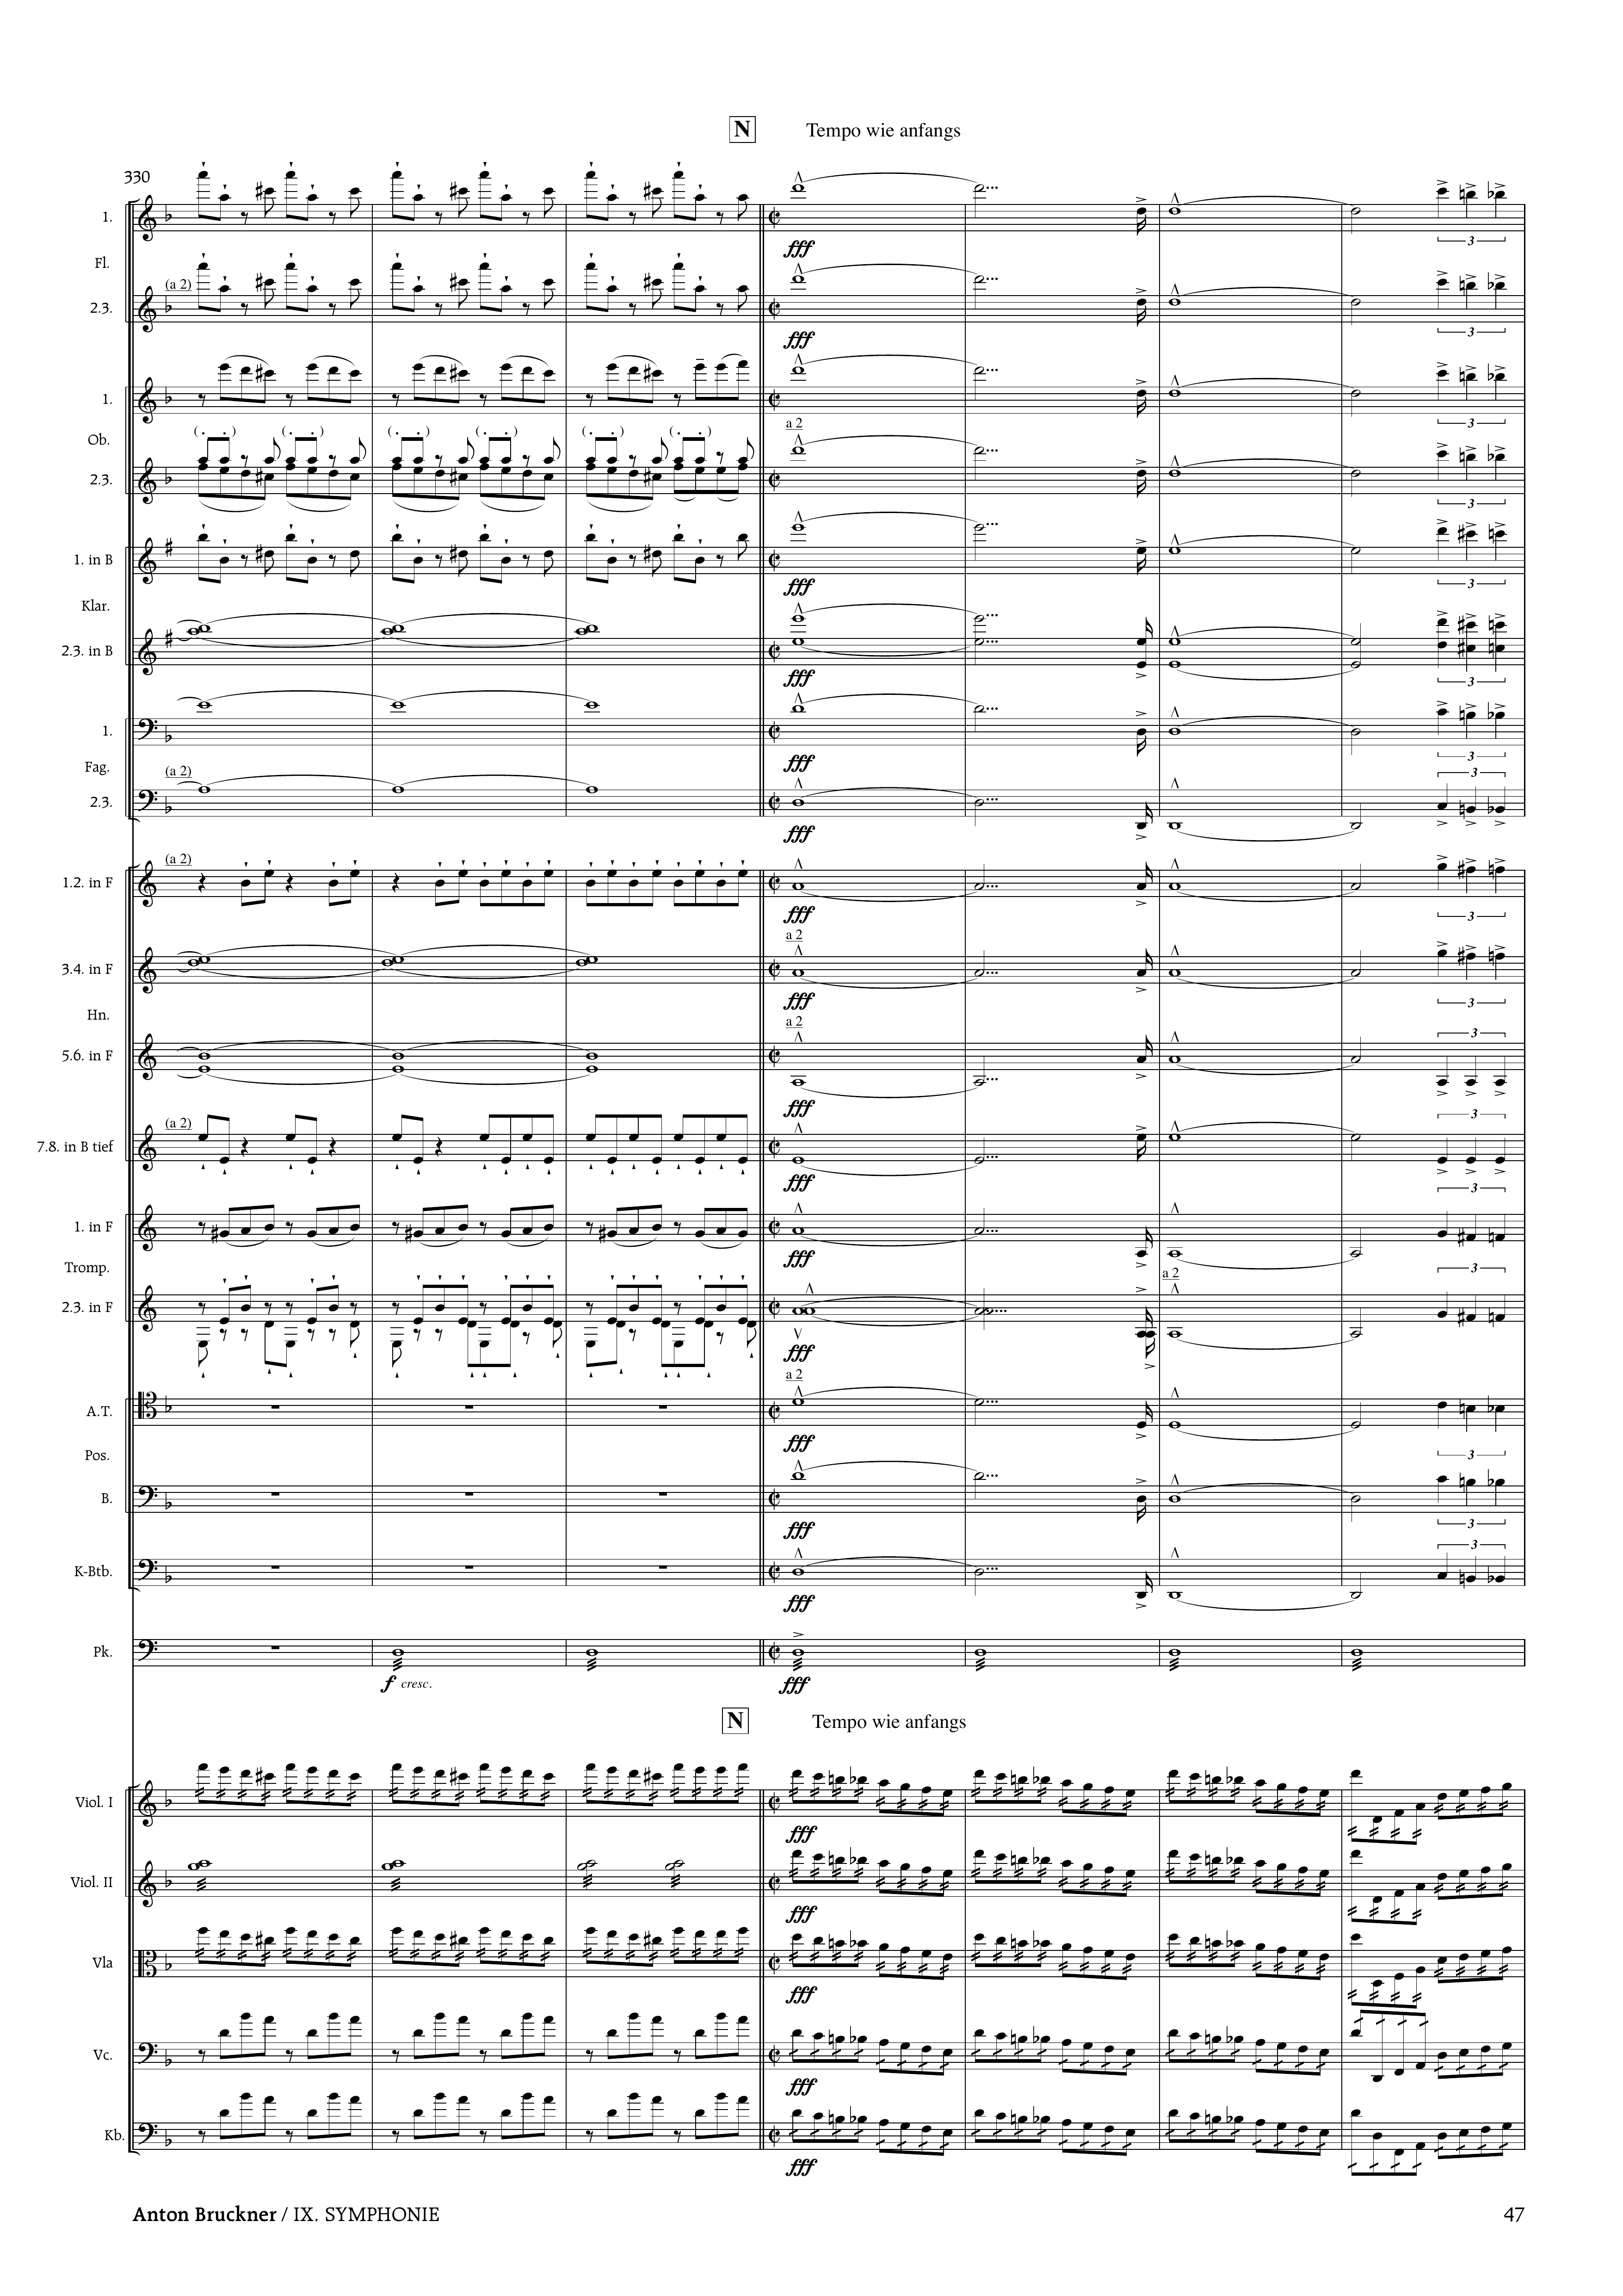 N Tempo wie anfangs
330
1.
fff
Fl.
(a 2)
2.3.
3
fff
3
1.
3
Ob.
a 2
2.3.
3
1. in B
fff
3
Klar.
2.3. in B
fff
3
1.
fff
3
Fag.
(a 2)
3
2.3.
fff
(a 2)
1.2. in F
fff
3
a 2
3.4. in F
fff
3
Hn.
a 2
3
5.6. in F
fff
3
(a 2)
7.8. in B tief
fff
3
1. in F
fff
3
Tromp.
a 2
2.3. in F
fff
a 2
A.T.
fff
3
Pos.
B.
fff
3
3
K-Btb.
fff
Pk.
f cresc.
fff
N Tempo wie anfangs
Viol. I
fff
Viol. II
fff
Vla
fff
Vc.
fff
Kb.
fff
Anton Bruckner / IX. SYMPHONIE 47